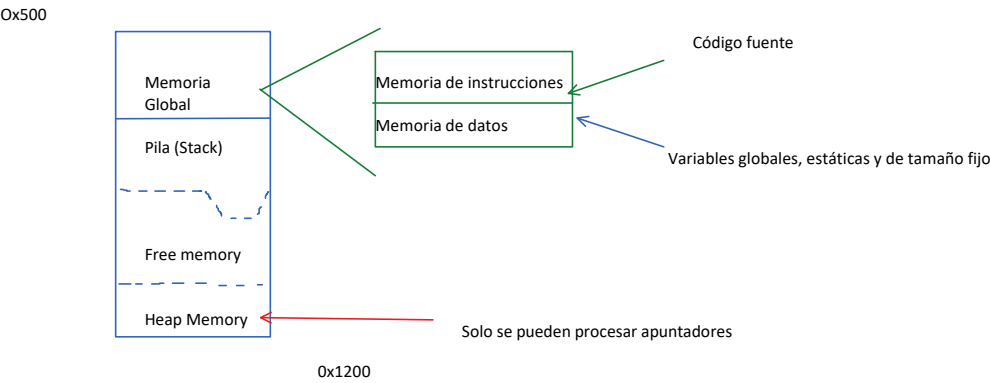 Ox500
Código fuente
Memoria
Global
Memoria de instrucciones
Memoria de datos
Pila (Stack)
Variables globales, estáticas y de tamaño fijo
Free memory
Heap Memory
Solo se pueden procesar apuntadores
0x1200